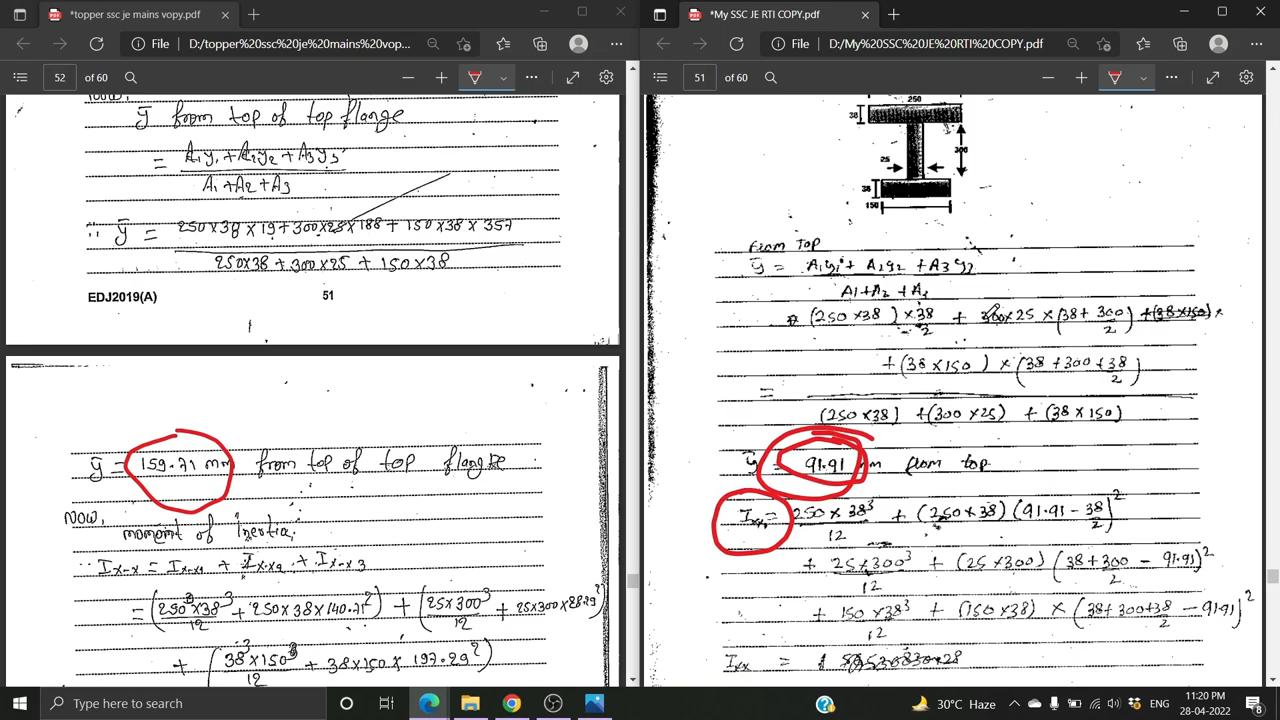 *topper ssc je mains vopy.pdf
D:/topper%20ssc%20je%20mains%20vop...
52 of 60
ȳ from top of top flange
= A₁y₁ + A₂y₂ + A₃y₃
A₁ + A₂ + A₃
∴ ȳ = 250×38×19+300×25×188+150×38×357
250×38+300×25+150×38
EDJ2019(A)
51
ȳ = 159.71 mm from top of top flange
Now,
moment of Inertia
∴ Ix-x = Ix-x1 + Ix-x2 + Ix-x3
= (250×38³/12 + 250×38×140.71²) + (25×300³/12 + 25×300×28.29²)
+ (38×150³/12 + 38×150×197.29²)
*My SSC JE RTI COPY.pdf
D:/My%20SSC%20JE%20RTI%20COPY.pdf
51 of 60
250
38
300
25
38
150
From Top
ȳ = A₁y₁ + A₂y₂ + A₃y₃
A1 + A₂ + A₃
(250×38)×38/2 + 300×25×(38+300/2) +(38×150)×
+(38×150)×(38+300+38/2)
=
(250×38) +(300×25) +(38×150)
ȳ = 91.91 mm from top
Ixx = 250×38³/12 + (250×38)(91.91-38/2)²
+ 25×300³/12 + (25×300)(38+300/2 - 91.91)²
+ 150×38³/12 + (150×38) × (38+300+38/2 - 91.91)²
Ixx =
Type here to search
30°C Haze
ENG
11:20 PM
28-04-2022